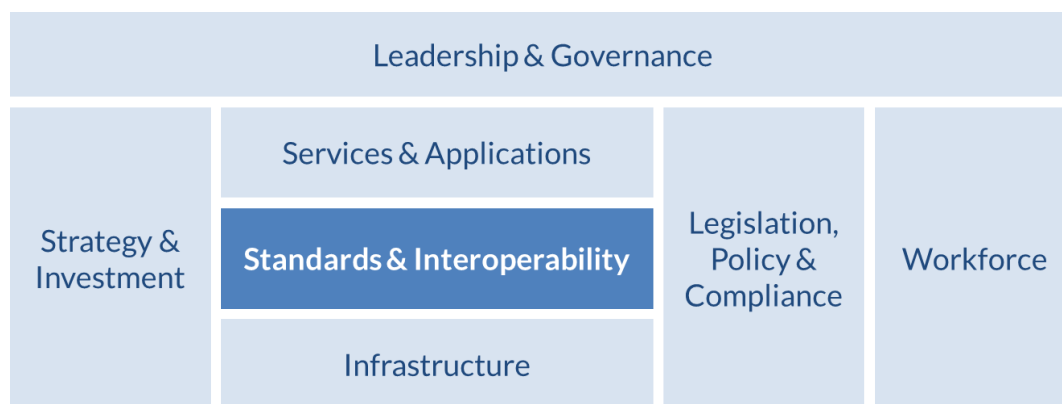 Leadership & Governance
Strategy &
Investment
Services & Applications
Standards & Interoperability
Infrastructure
Legislation,
Policy &
Compliance
Workforce